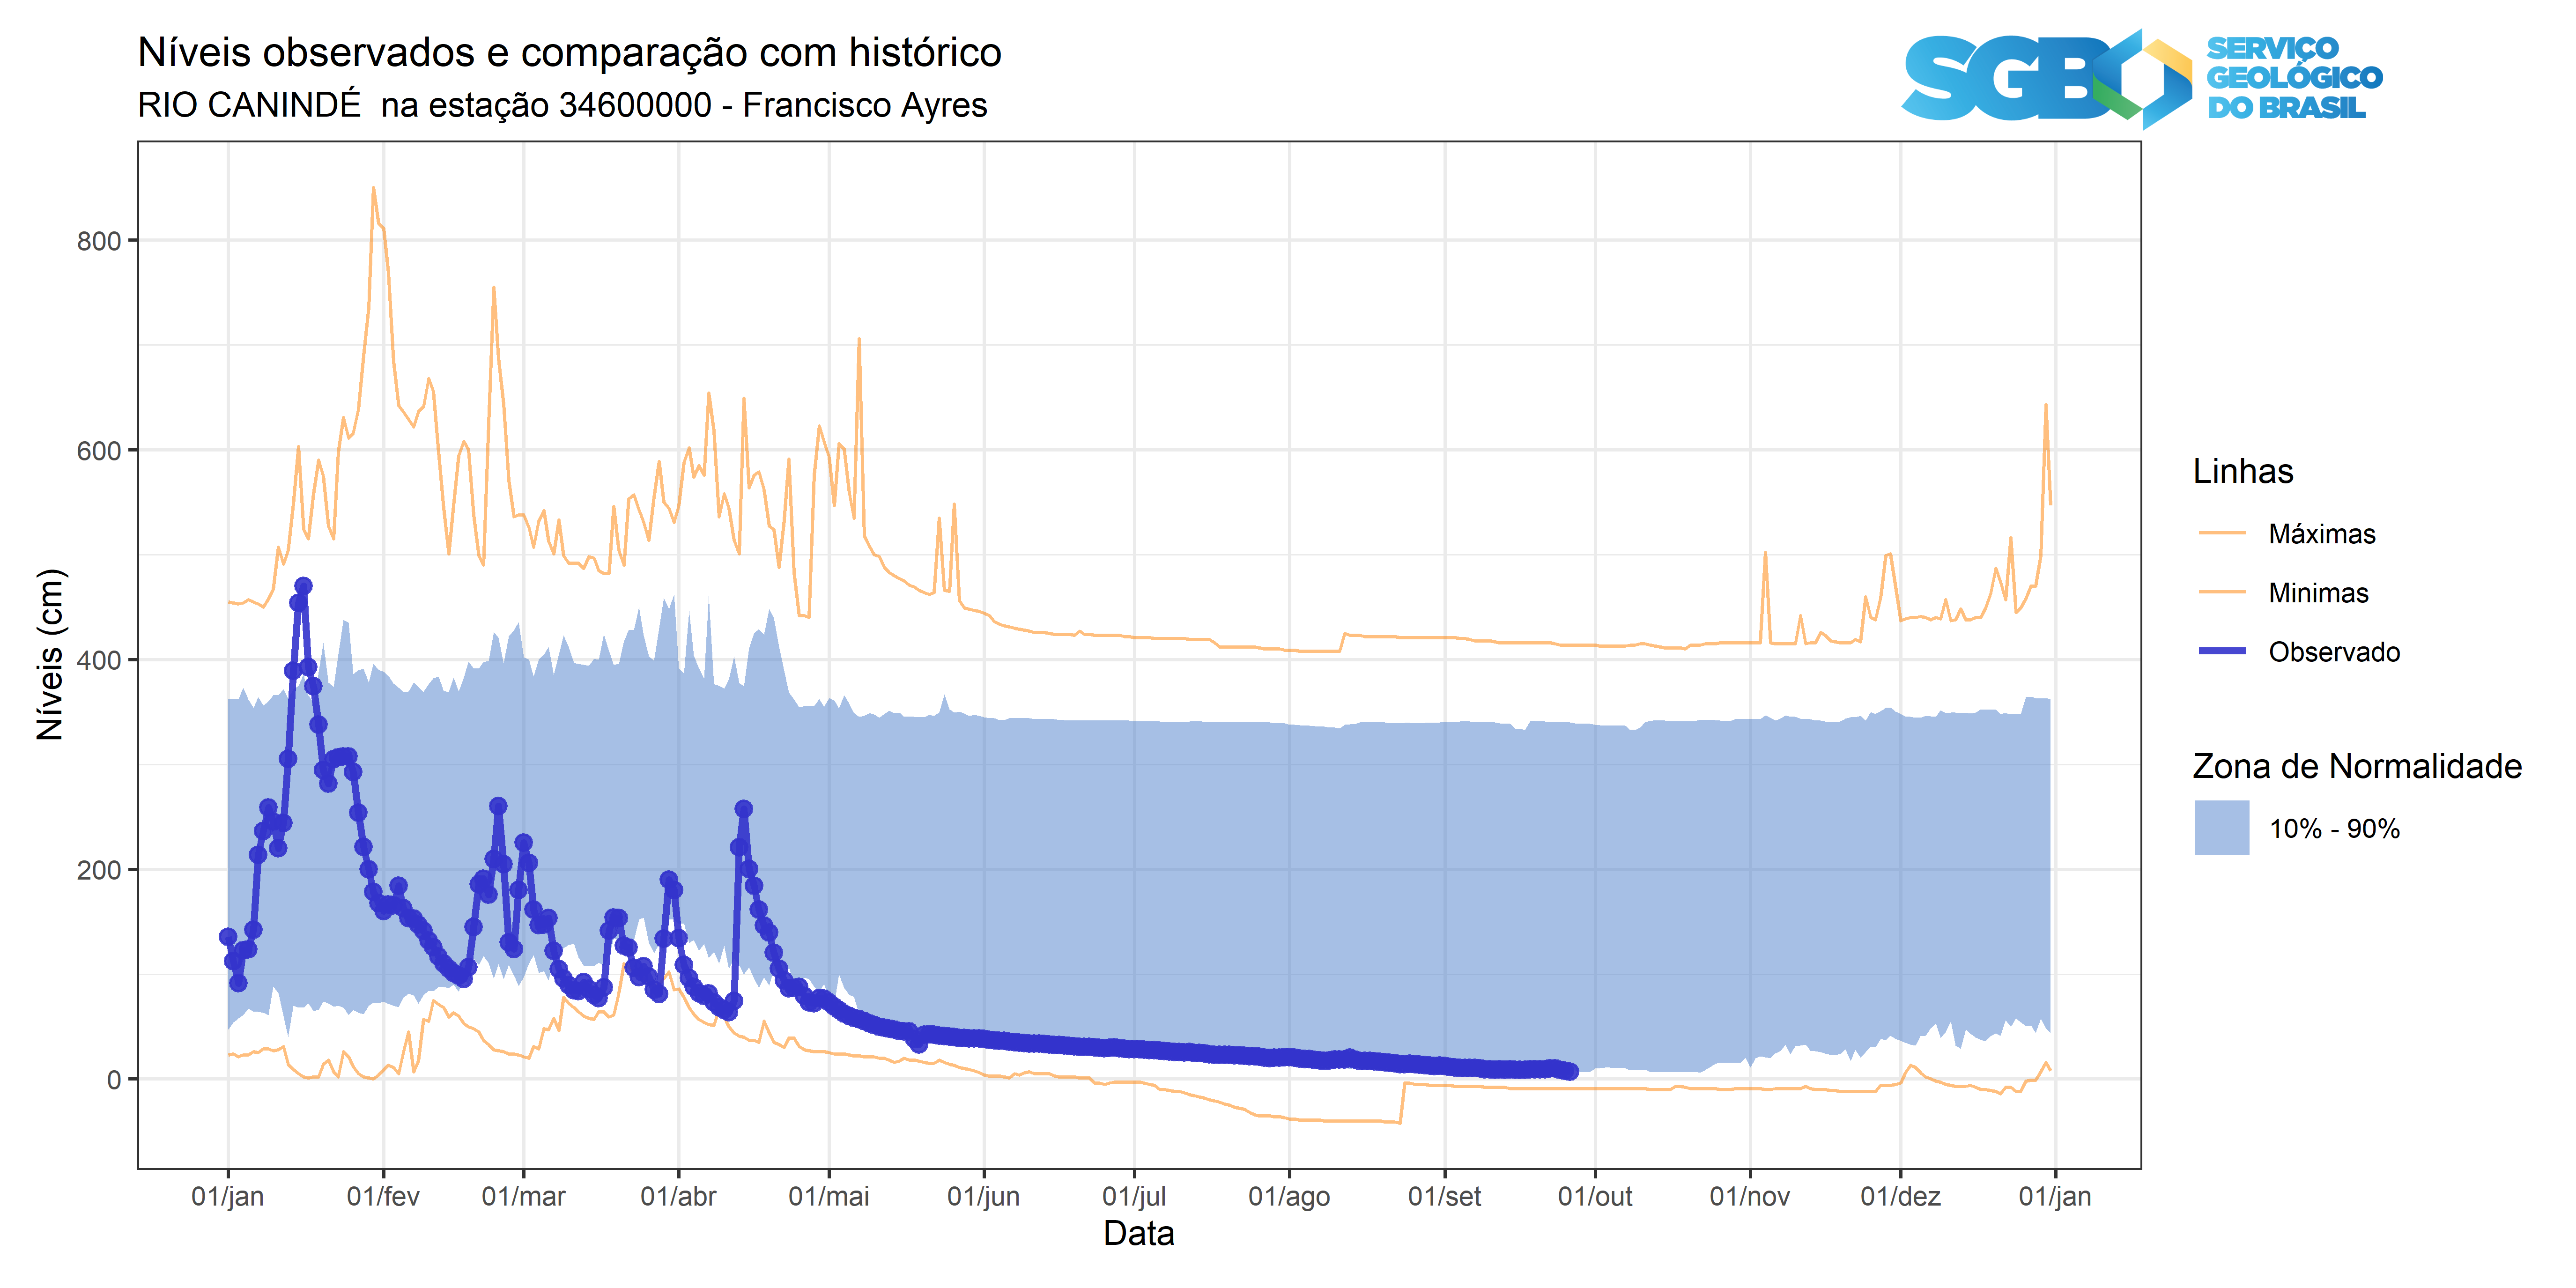 Níveis observados e comparação com histórico
RIO CANINDÉ  na estação 34600000 - Francisco Ayres
SGB
SERVIÇO
GEOLÓGICO
DO BRASIL
Níveis (cm)
800
600
400
200
0
01/jan
01/fev
01/mar
01/abr
01/mai
01/jun
01/jul
01/ago
01/set
01/out
01/nov
01/dez
01/jan
Data
Linhas
Máximas
Minimas
Observado
Zona de Normalidade
10% - 90%